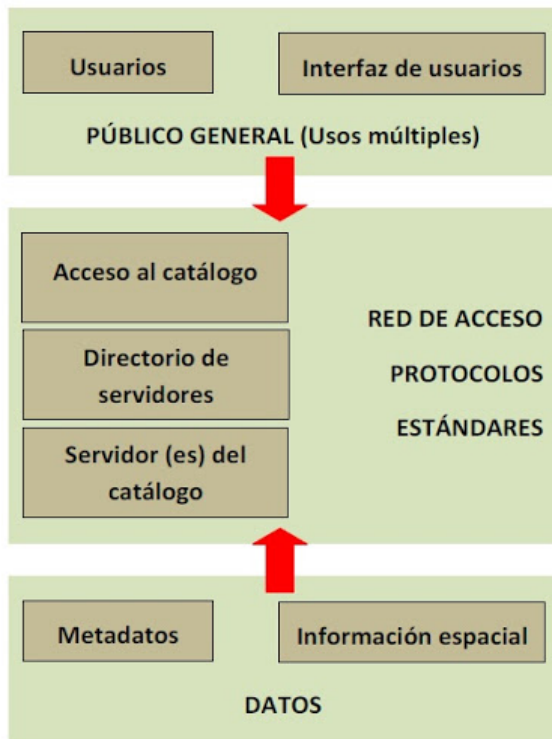 Usuarios
Interfaz de usuarios
PÚBLICO GENERAL (Usos múltiples)
Acceso al catálogo
Directorio de
servidores
Servidor (es) del
catálogo
RED DE ACCESO
PROTOCOLOS
ESTÁNDARES
Metadatos
Información espacial
DATOS